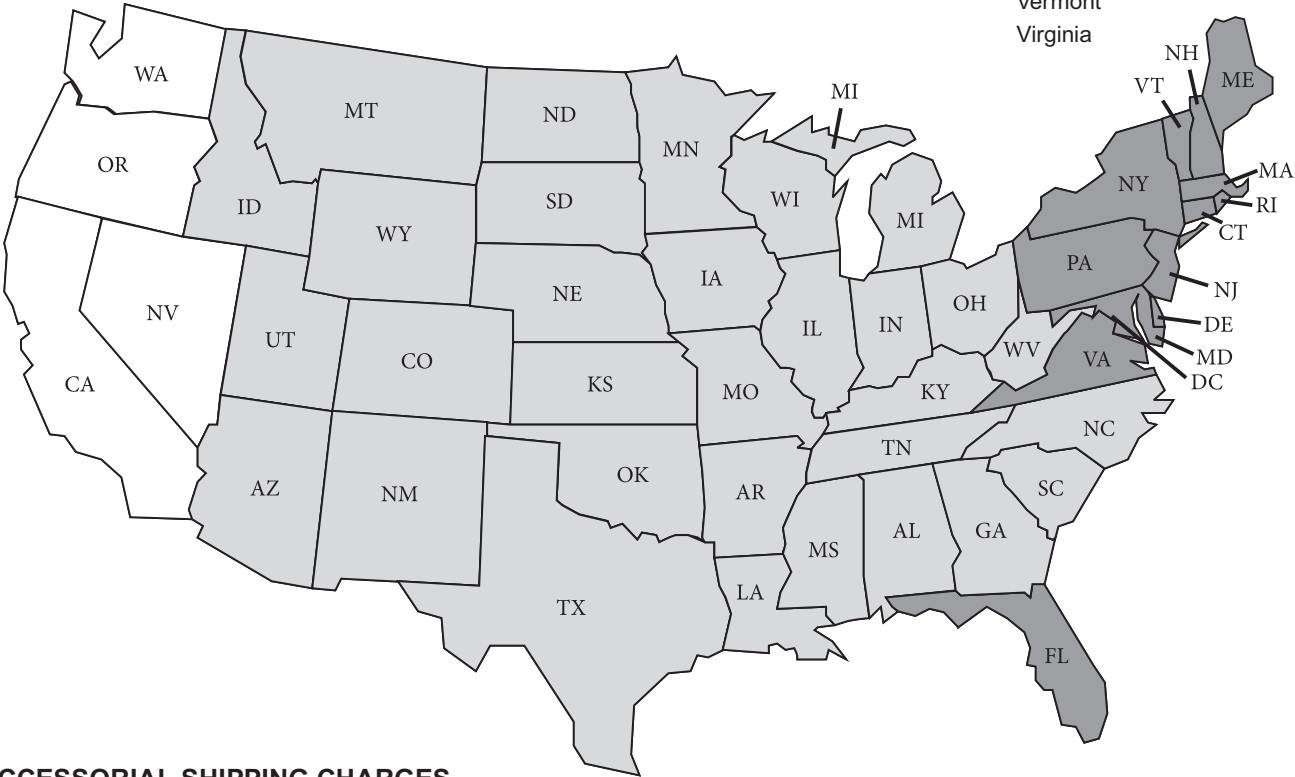 Vermont
Virginia
NH
ME
VT
WA
MI
MT
ND
MN
OR
MA
NY
WI
ID
SD
RI
MI
WY
CT
PA
IA
NE
NJ
OH
NV
IL
IN
DE
UT
WV
MD
CO
VA
DC
CA
KS
MO
KY
NC
TN
OK
AZ
NM
AR
SC
AL
GA
MS
LA
TX
FL
CCESSORIAL SHIPPING CHARGES